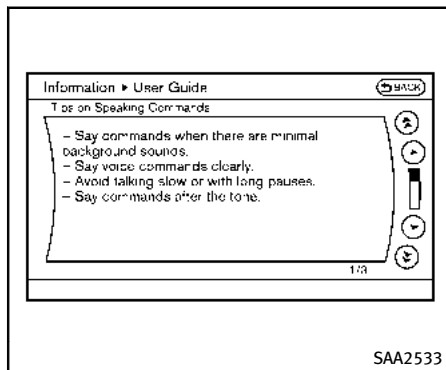 Information ▸ User Guide
BACK
Tips on Speaking Commands
– Say commands when there are minimal
background sounds.
– Say voice commands clearly.
– Avoid talking slow or with long pauses.
– Say commands after the tone.
1/3
SAA2533